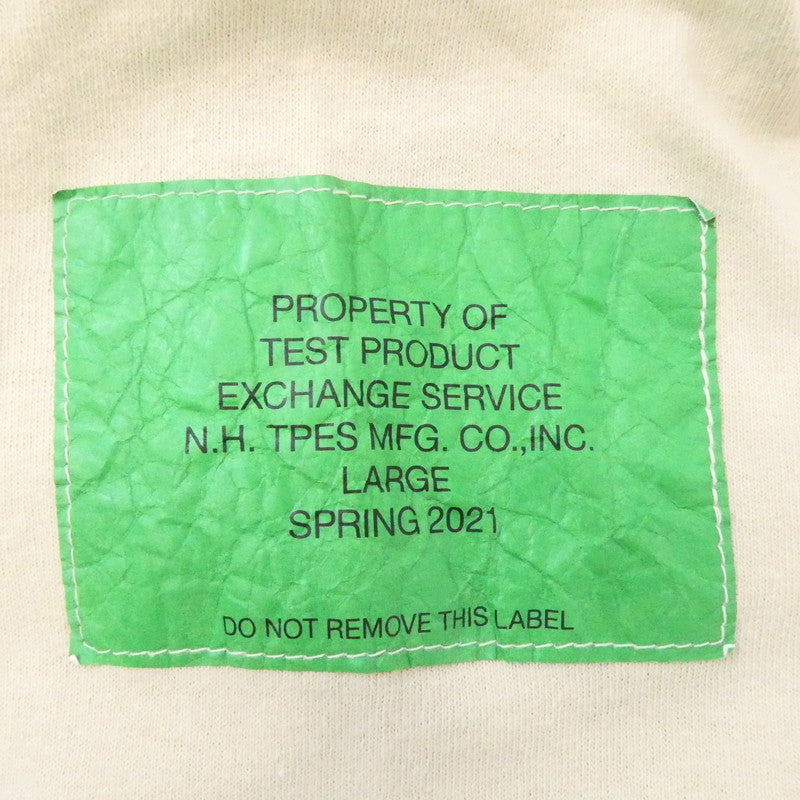 PROPERTY OF
TEST PRODUCT
EXCHANGE SERVICE
N.H. TPES MFG. CO.,INC.
LARGE
SPRING 2021
DO NOT REMOVE THIS LABEL